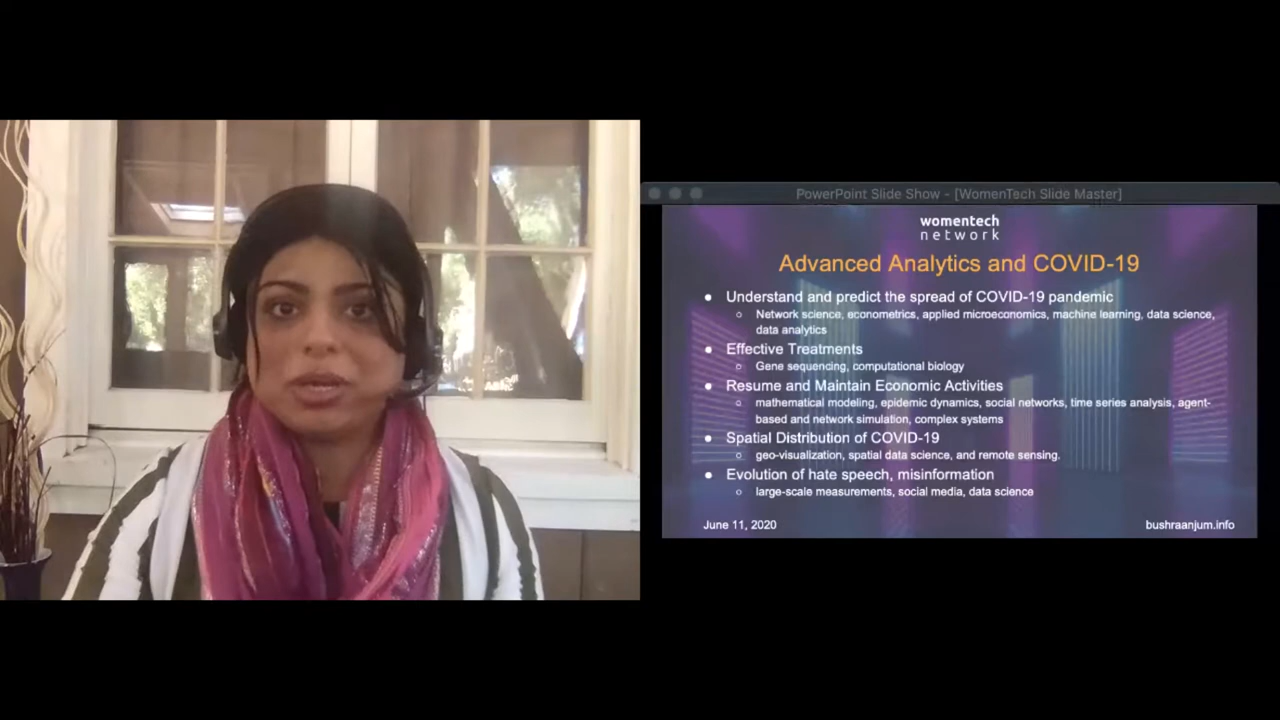 PowerPoint Slide Show - [WomenTech Slide Master]
womentech
network
Advanced Analytics and COVID-19
● Understand and predict the spread of COVID-19 pandemic
○ Network science, econometrics, applied microeconomics, machine learning, data science,
data analytics
● Effective Treatments
○ Gene sequencing, computational biology
● Resume and Maintain Economic Activities
○ mathematical modeling, epidemic dynamics, social networks, time series analysis, agent-
based and network simulation, complex systems
● Spatial Distribution of COVID-19
○ geo-visualization, spatial data science, and remote sensing.
● Evolution of hate speech, misinformation
○ large-scale measurements, social media, data science
June 11, 2020
bushraanjum.info